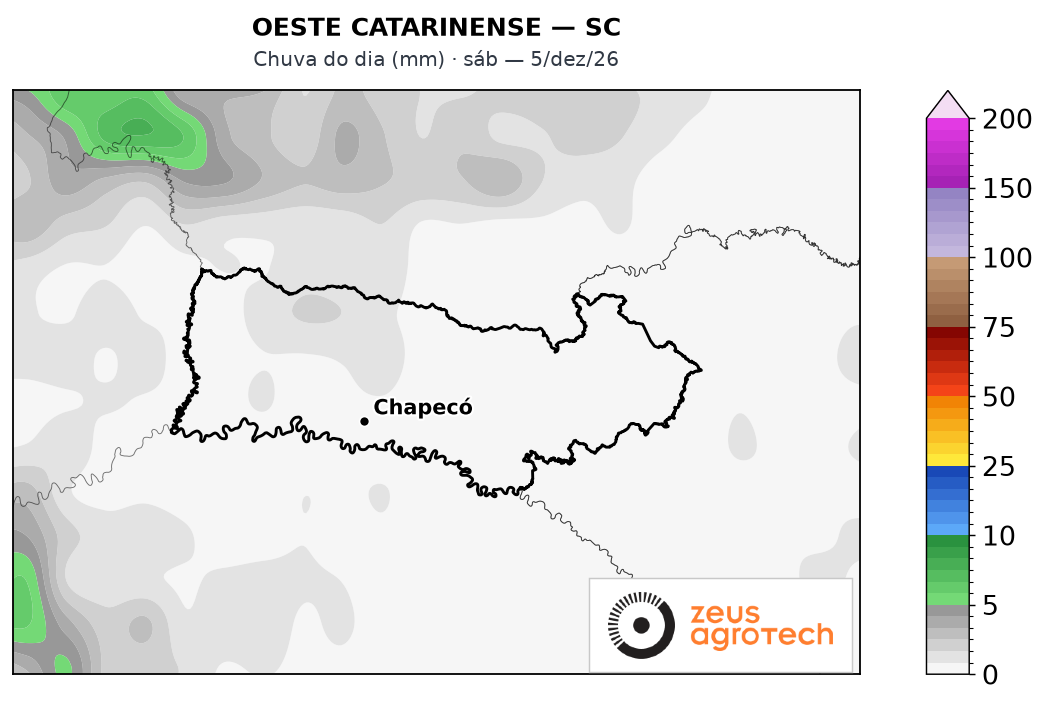 OESTE CATARINENSE — SC
Chuva do dia (mm) · sáb — 5/dez/26
200
150
100
75
50
25
10
5
0
Chapecó
zeus
agrotech